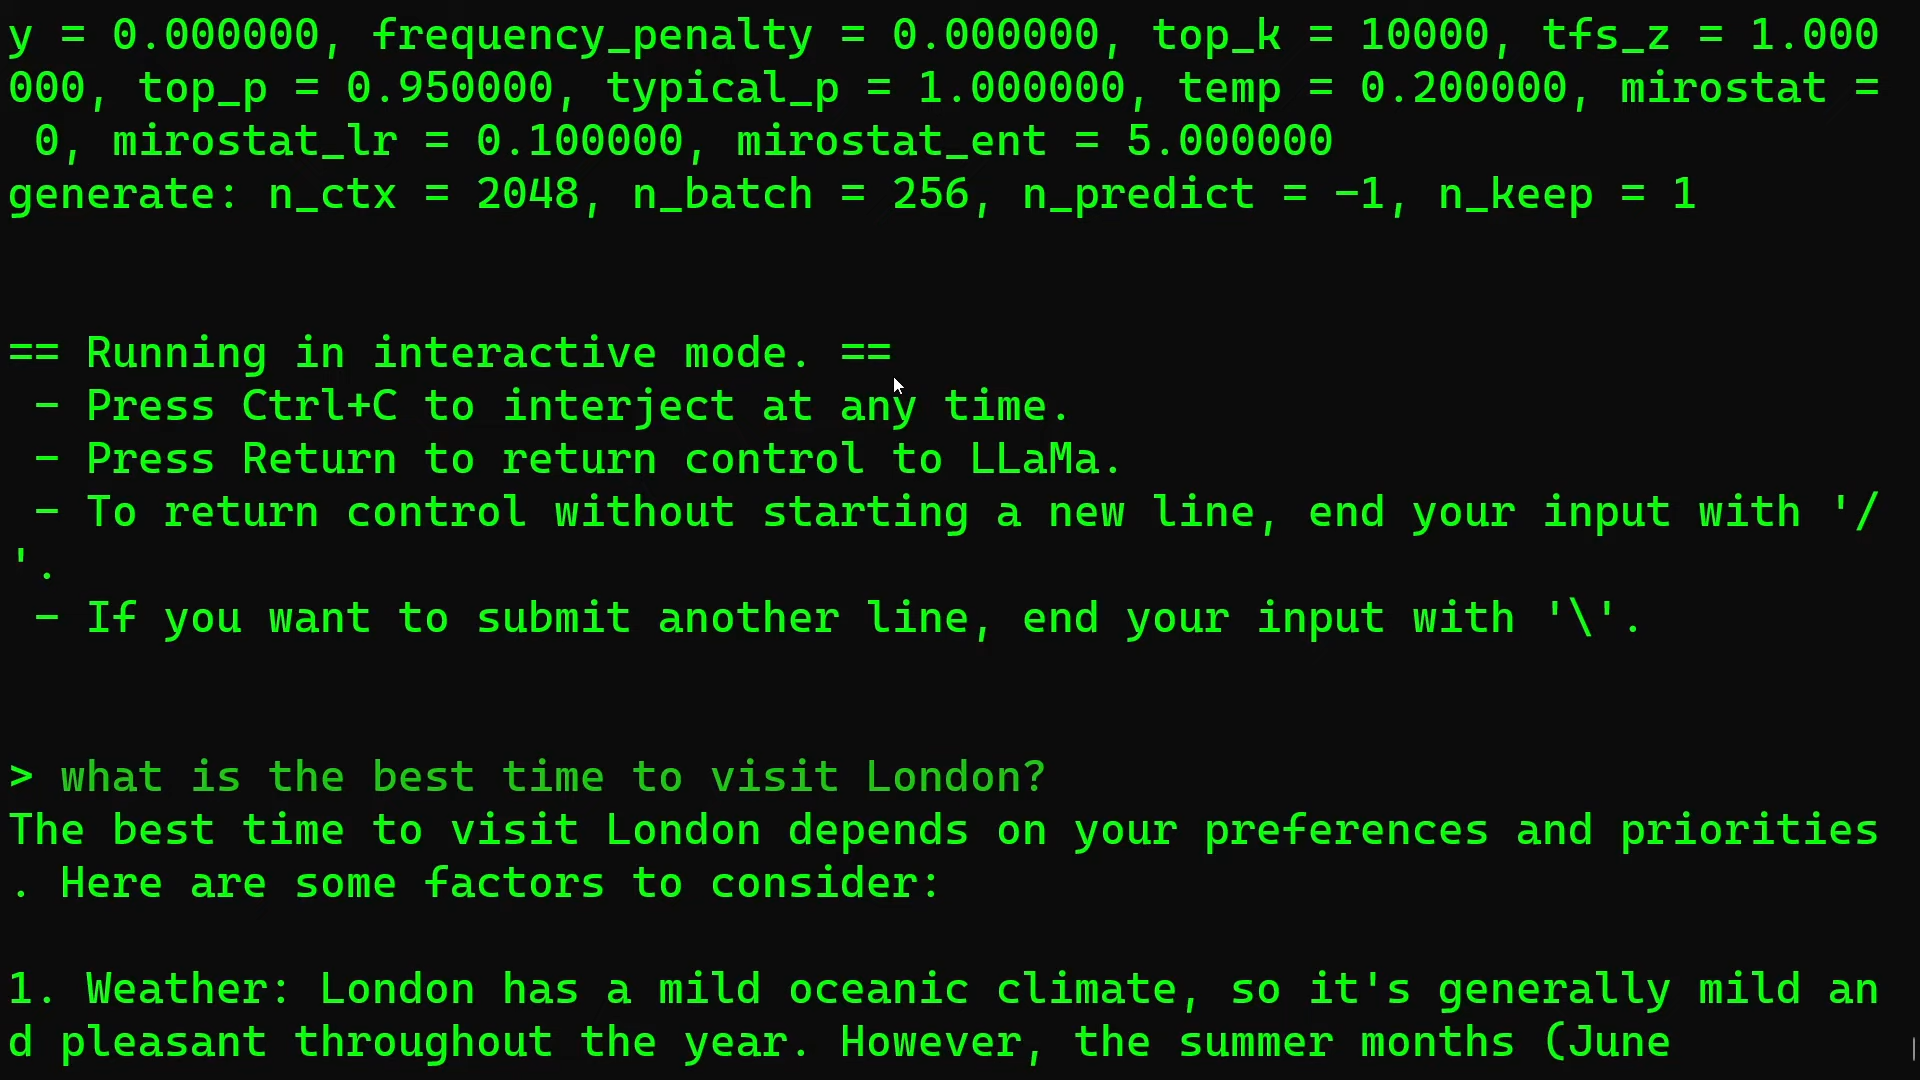 y = 0.000000, frequency_penalty = 0.000000, top_k = 10000, tfs_z = 1.000
000, top_p = 0.950000, typical_p = 1.000000, temp = 0.200000, mirostat =
 0, mirostat_lr = 0.100000, mirostat_ent = 5.000000
generate: n_ctx = 2048, n_batch = 256, n_predict = -1, n_keep = 1
== Running in interactive mode. ==
 - Press Ctrl+C to interject at any time.
 - Press Return to return control to LLaMa.
 - To return control without starting a new line, end your input with '/
'.
 - If you want to submit another line, end your input with '\'.
> what is the best time to visit London?
The best time to visit London depends on your preferences and priorities
. Here are some factors to consider:
1. Weather: London has a mild oceanic climate, so it's generally mild an
d pleasant throughout the year. However, the summer months (June